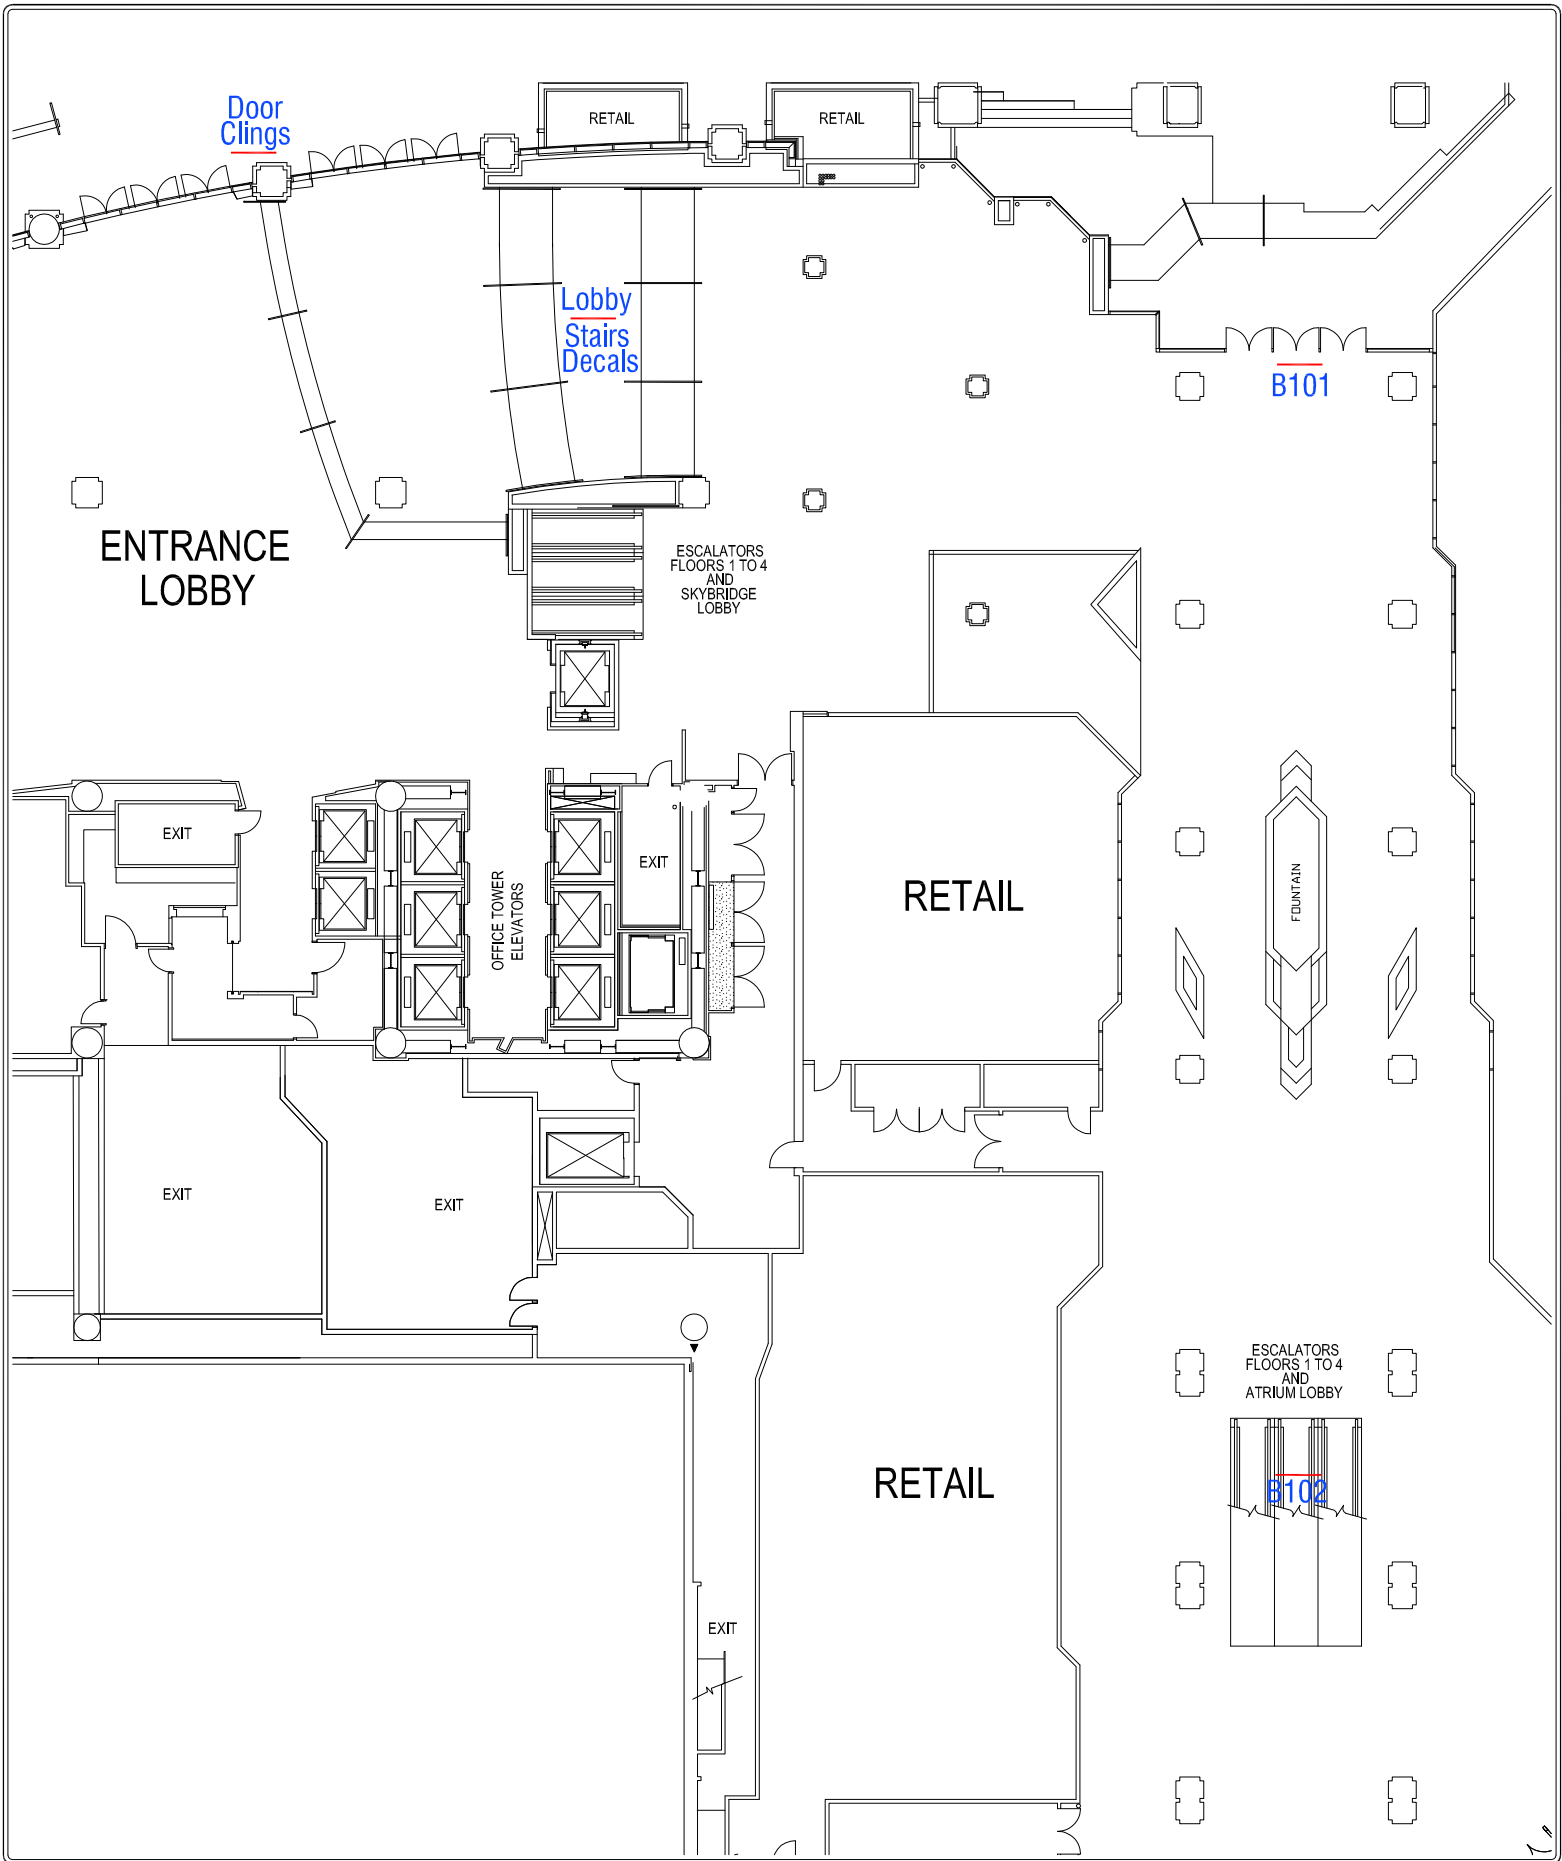 Door
Clings
RETAIL
RETAIL
Lobby
Stairs
Decals
B101
ENTRANCE
LOBBY
ESCALATORS
FLOORS 1 TO 4
AND
SKYBRIDGE
LOBBY
EXIT
EXIT
OFFICE TOWER
ELEVATORS
RETAIL
FOUNTAIN
EXIT
EXIT
ESCALATORS
FLOORS 1 TO 4
AND
ATRIUM LOBBY
RETAIL
B102
EXIT